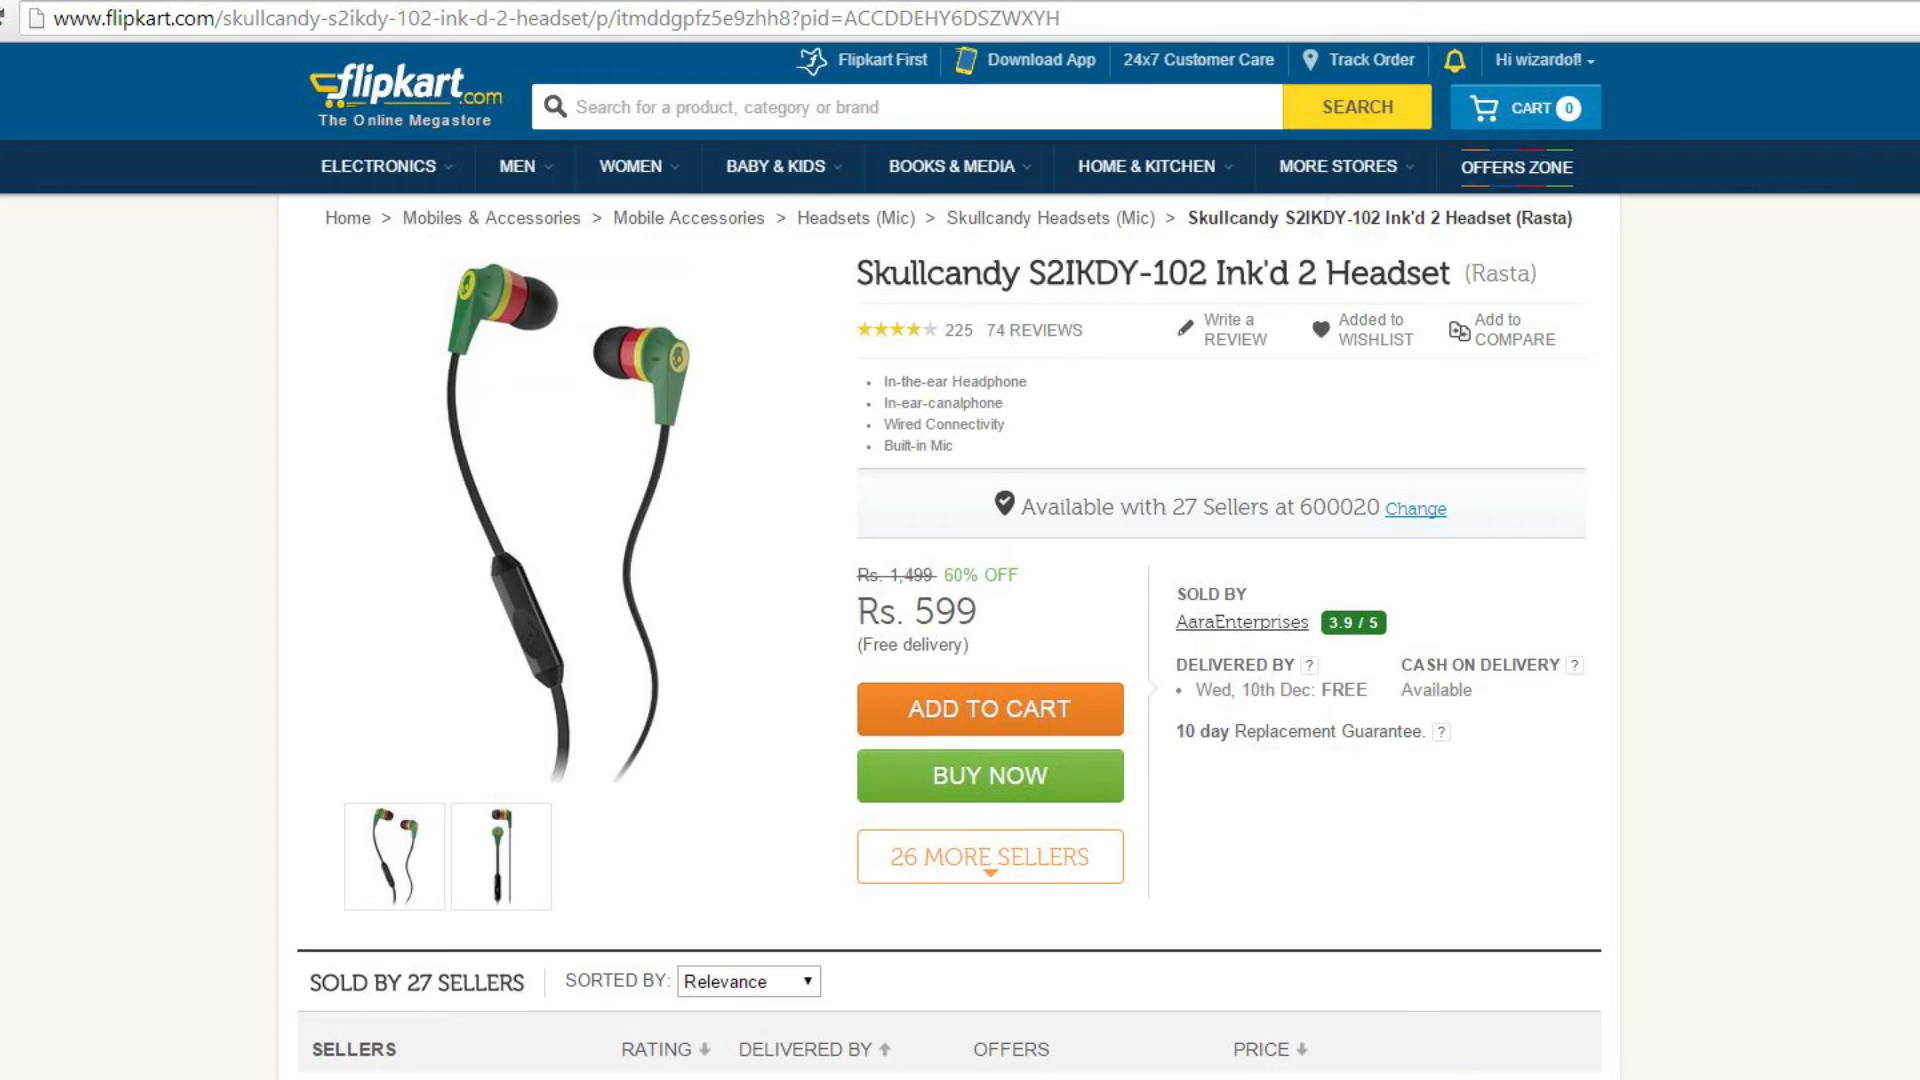 www.flipkart.com/skullcandy-s2ikdy-102-ink-d-2-headset/p/itmddgpfz5e9zhh8?pid=ACCDDEHY6DSZWXYH
Flipkart First Download App 24x7 Customer Care Track Order Hi wizardof!
flipkart.com
The Online Megastore
Search for a product, category or brand SEARCH CART 0
ELECTRONICS MEN WOMEN BABY & KIDS BOOKS & MEDIA HOME & KITCHEN MORE STORES OFFERS ZONE
Home > Mobiles & Accessories > Mobile Accessories > Headsets (Mic) > Skullcandy Headsets (Mic) > Skullcandy S2IKDY-102 Ink'd 2 Headset (Rasta)
Skullcandy S2IKDY-102 Ink'd 2 Headset (Rasta)
225 74 REVIEWS
Write a
REVIEW
Added to
WISHLIST
Add to
COMPARE
• In-the-ear Headphone
• In-ear-canalphone
• Wired Connectivity
• Built-in Mic
Available with 27 Sellers at 600020 Change
Rs. 1,499 60% OFF
Rs. 599
(Free delivery)
ADD TO CART
BUY NOW
26 MORE SELLERS
SOLD BY
AaraEnterprises 3.9 / 5
DELIVERED BY ? CASH ON DELIVERY ?
• Wed, 10th Dec: FREE Available
10 day Replacement Guarantee. ?
SOLD BY 27 SELLERS SORTED BY: Relevance
SELLERS RATING DELIVERED BY OFFERS PRICE